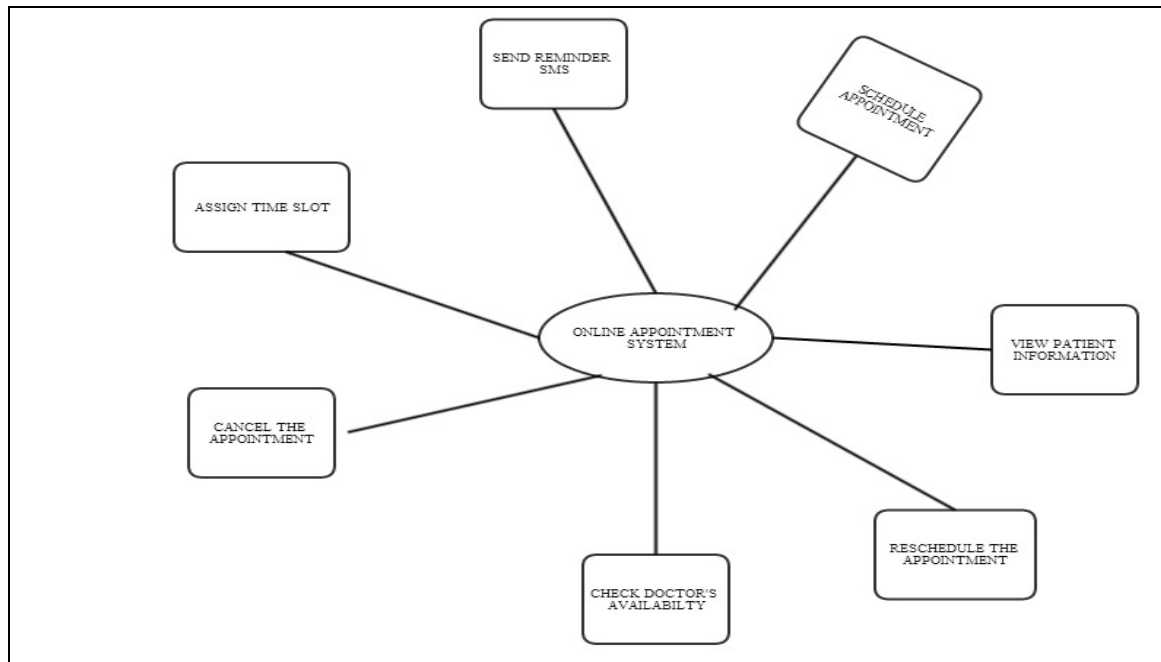 SEND REMINDER
SMS
SCHEDULE
APPOINTMENT
ASSIGN TIME SLOT
ONLINE APPOINTMENT
SYSTEM
VIEW PATIENT
INFORMATION
CANCEL THE
APPOINTMENT
RESCHEDULE THE
APPOINTMENT
CHECK DOCTOR'S
AVAILABILTY